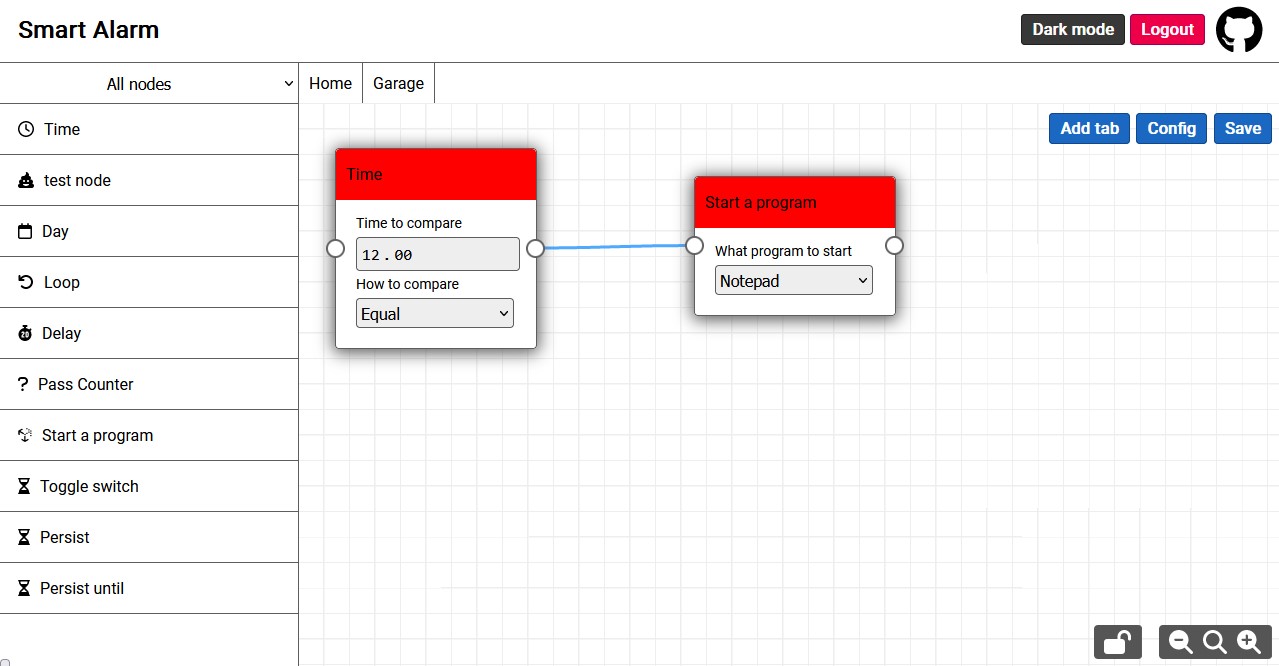 Smart Alarm
Dark mode
Logout
All nodes
Home
Garage
Time
test node
Day
Loop
Delay
Pass Counter
Start a program
Toggle switch
Persist
Persist until
Add tab
Config
Save
Time
Time to compare
12.00
How to compare
Equal
Start a program
What program to start
Notepad